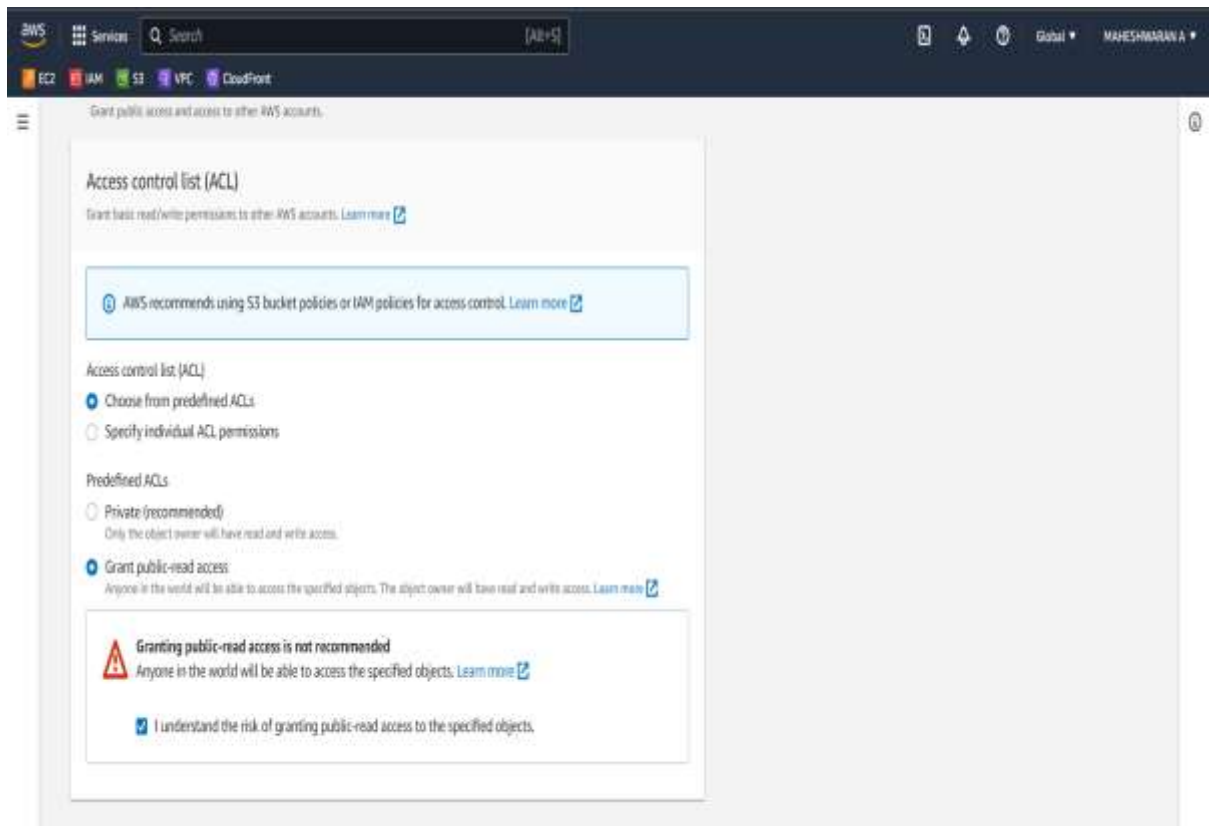 aws Services Search [Alt+S] Global MAHESHWARAN A
EC2 IAM S3 VPC CloudFront
Grant public access and access to other AWS accounts.
Access control list (ACL)
Grant basic read/write permissions to other AWS accounts. Learn more
AWS recommends using S3 bucket policies or IAM policies for access control. Learn more
Access control list (ACL)
Choose from predefined ACLs
Specify individual ACL permissions
Predefined ACLs
Private (recommended)
Only the object owner will have read and write access.
Grant public-read access
Anyone in the world will be able to access the specified objects. The object owner will have read and write access. Learn more
Granting public-read access is not recommended
Anyone in the world will be able to access the specified objects. Learn more
I understand the risk of granting public-read access to the specified objects.